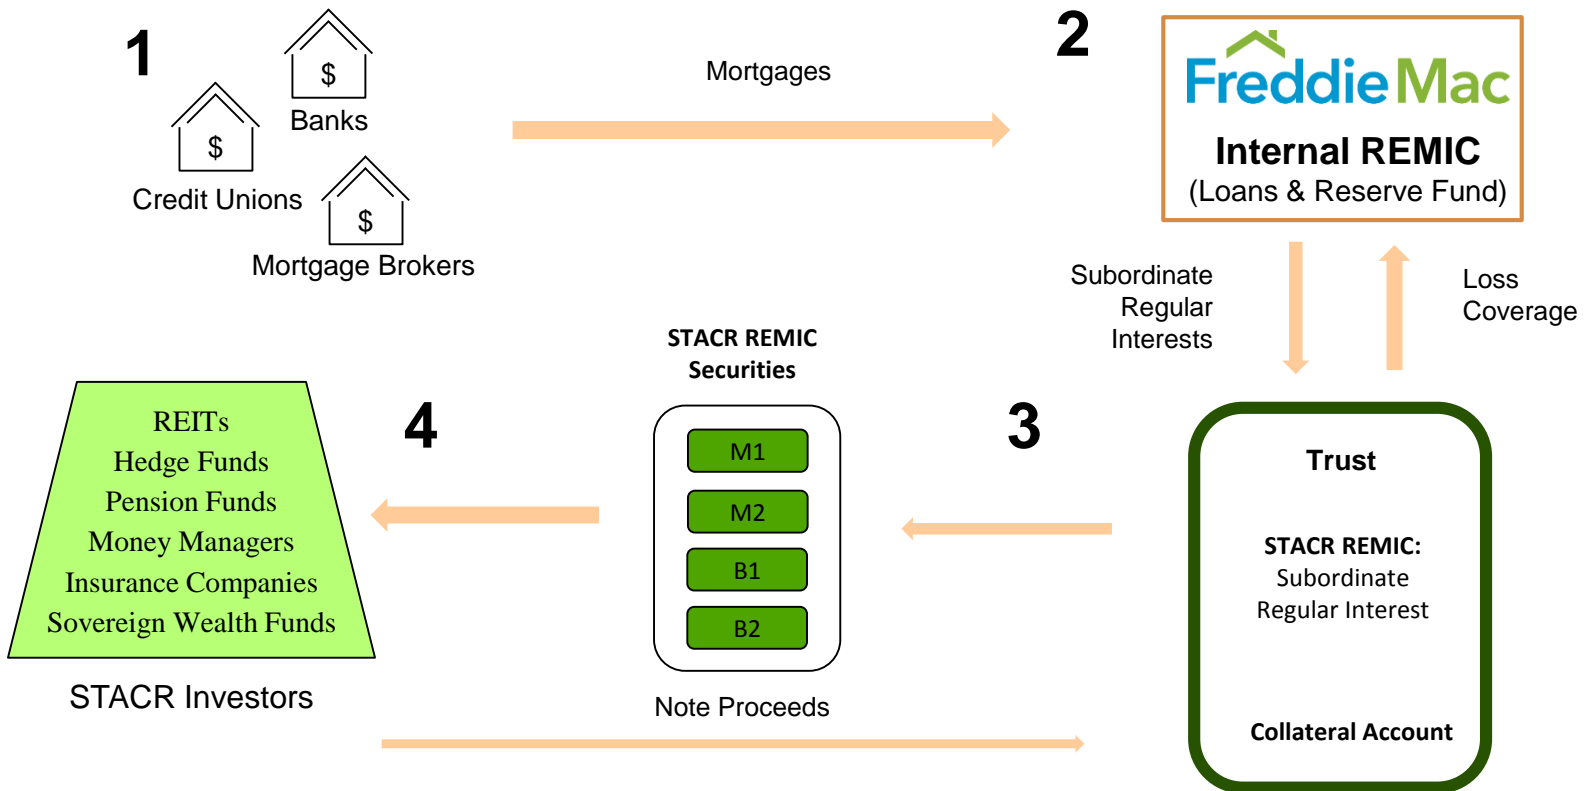 1
$
Banks
$
Credit Unions
$
Mortgage Brokers
Mortgages
2
FreddieMac
Internal REMIC
(Loans & Reserve Fund)
Subordinate
Regular
Interests
Loss
Coverage
3
Trust
STACR REMIC:
Subordinate
Regular Interest
Collateral Account
STACR REMIC
Securities
M1
M2
B1
B2
Note Proceeds
4
REITs
Hedge Funds
Pension Funds
Money Managers
Insurance Companies
Sovereign Wealth Funds
STACR Investors